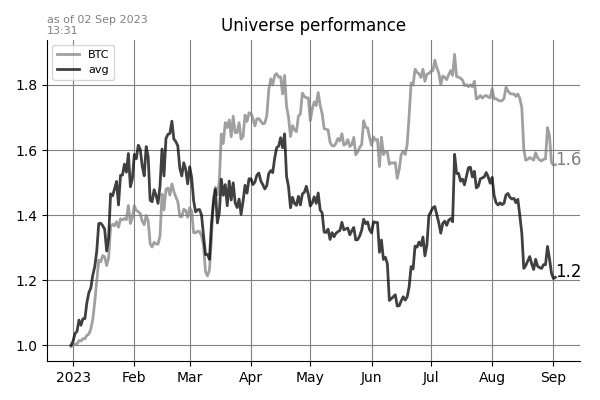 as of 02 Sep 2023
13:31
Universe performance
BTC
avg
1.8
1.6
1.4
1.2
1.0
1.6
1.2
2023 Feb Mar Apr May Jun Jul Aug Sep